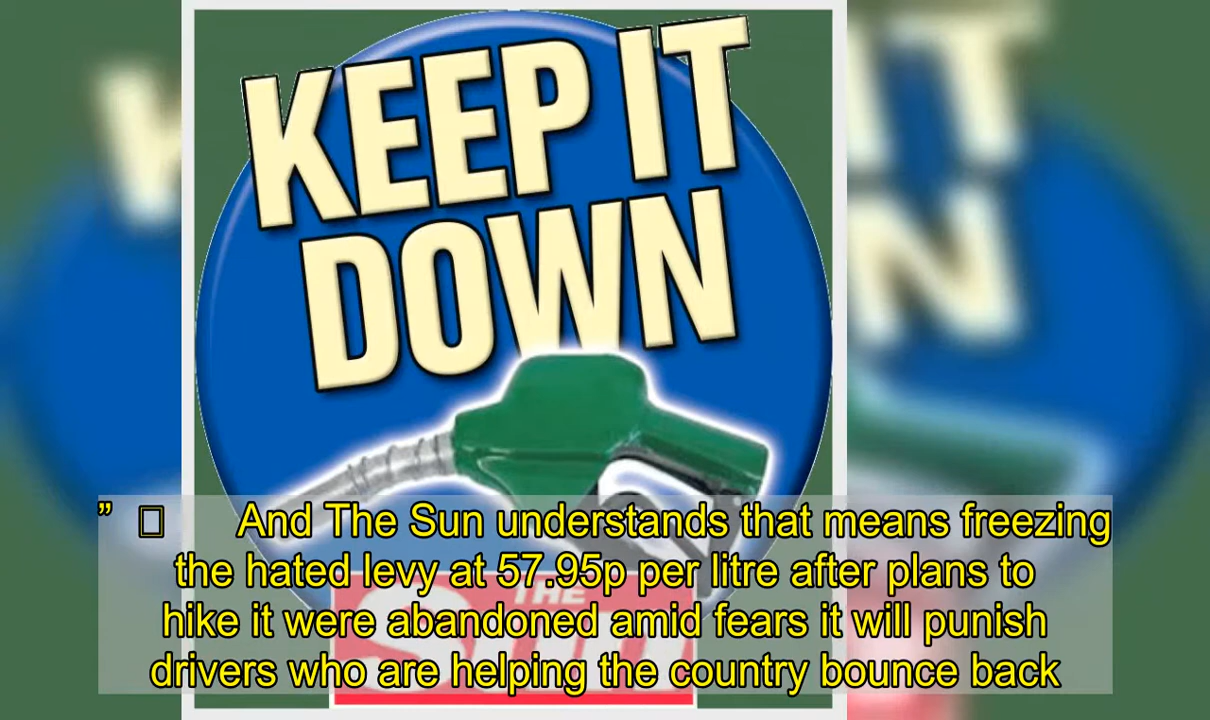 KEEP IT
DOWN
THE
Sun
” □ And The Sun understands that means freezing
the hated levy at 57.95p per litre after plans to
hike it were abandoned amid fears it will punish
drivers who are helping the country bounce back